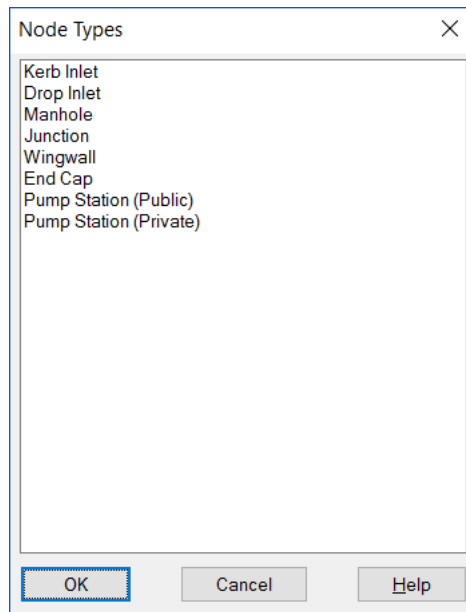 Node Types
Kerb Inlet
Drop Inlet
Manhole
Junction
Wingwall
End Cap
Pump Station (Public)
Pump Station (Private)
OK Cancel Help